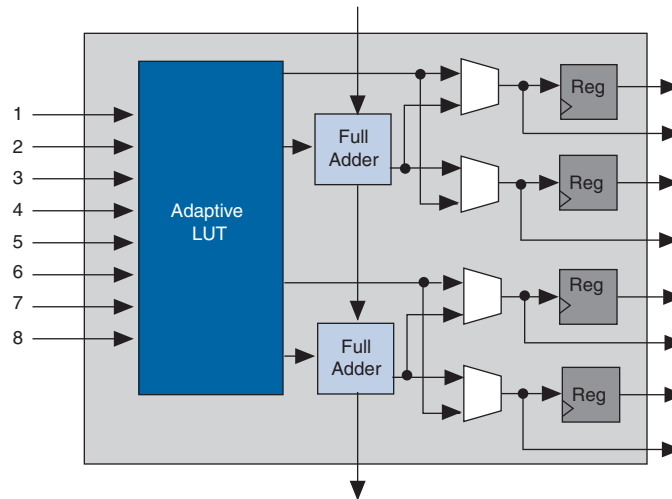 1
2
3
4
5
6
7
8
Adaptive
LUT
Full
Adder
Full
Adder
Reg
Reg
Reg
Reg